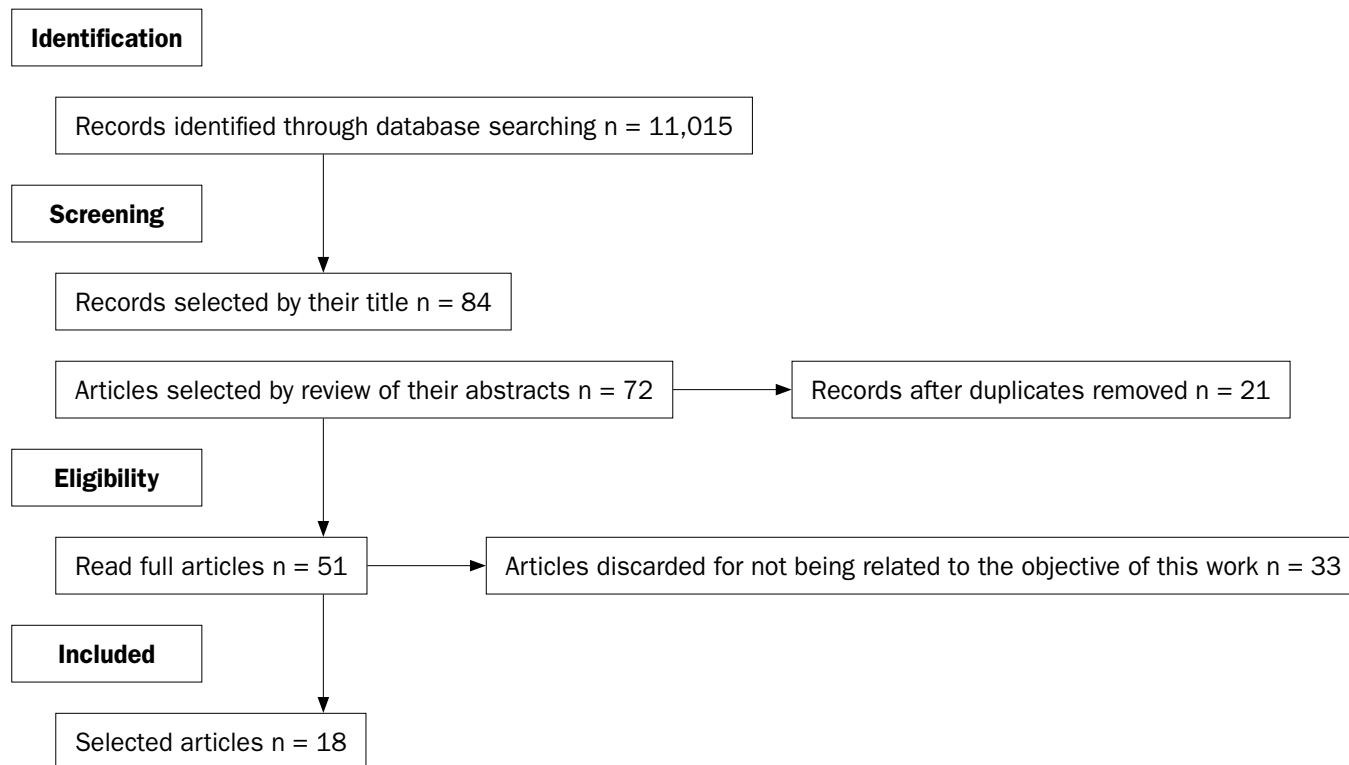 Identification
Records identified through database searching n = 11,015
Screening
Records selected by their title n = 84
Articles selected by review of their abstracts n = 72
Records after duplicates removed n = 21
Eligibility
Read full articles n = 51
Articles discarded for not being related to the objective of this work n = 33
Included
Selected articles n = 18